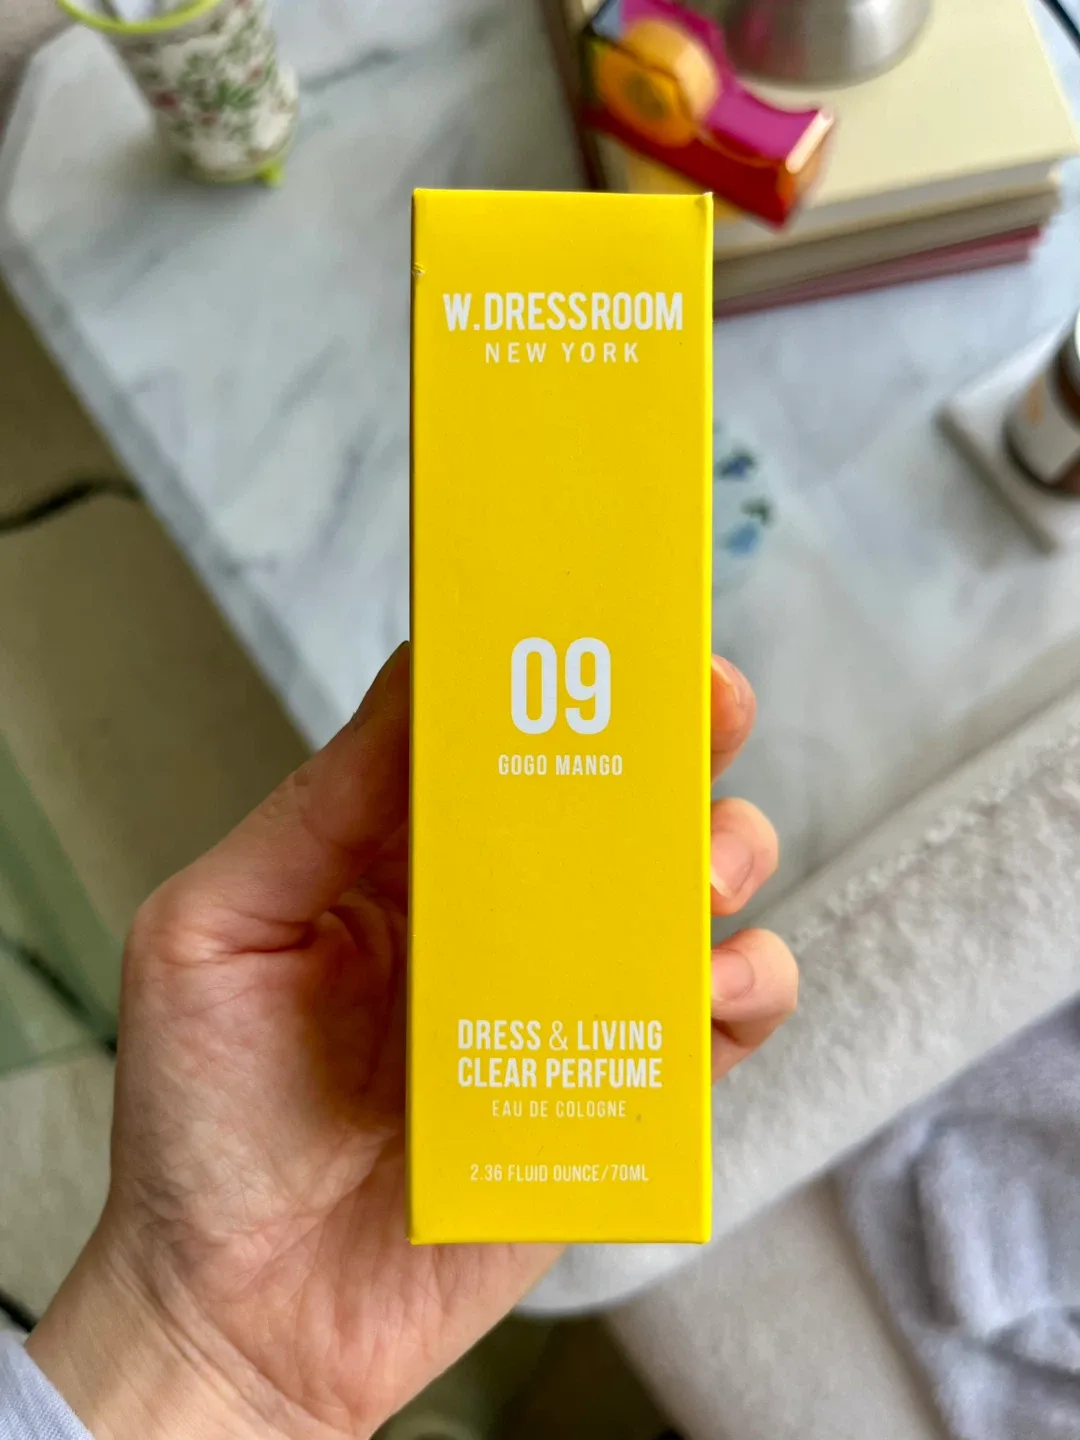 W.DRESSROOM
NEW YORK
09
GOGO MANGO
DRESS & LIVING
CLEAR PERFUME
EAU DE COLOGNE
2.36 FLUID OUNCE/70ML